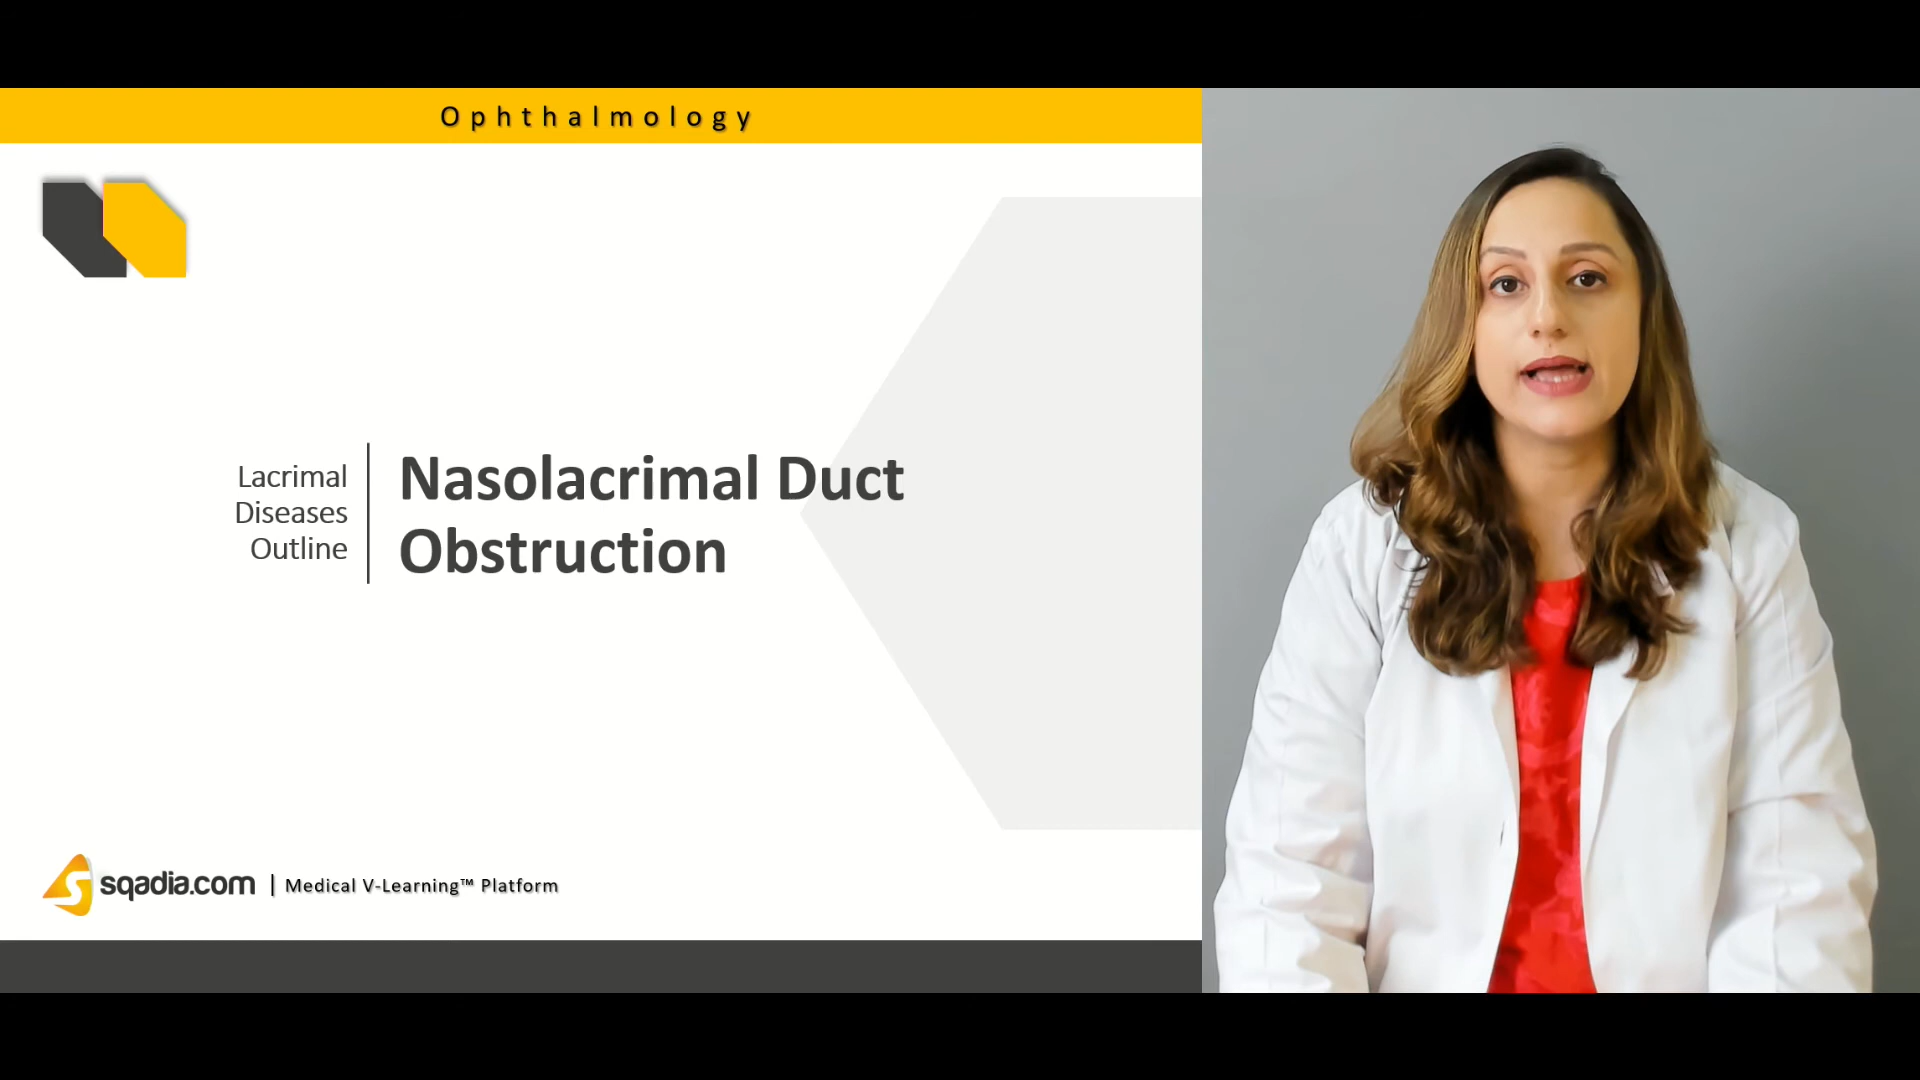 Ophthalmology
Lacrimal
Diseases
Outline
Nasolacrimal Duct
Obstruction
sqadia.com | Medical V-Learning™ Platform